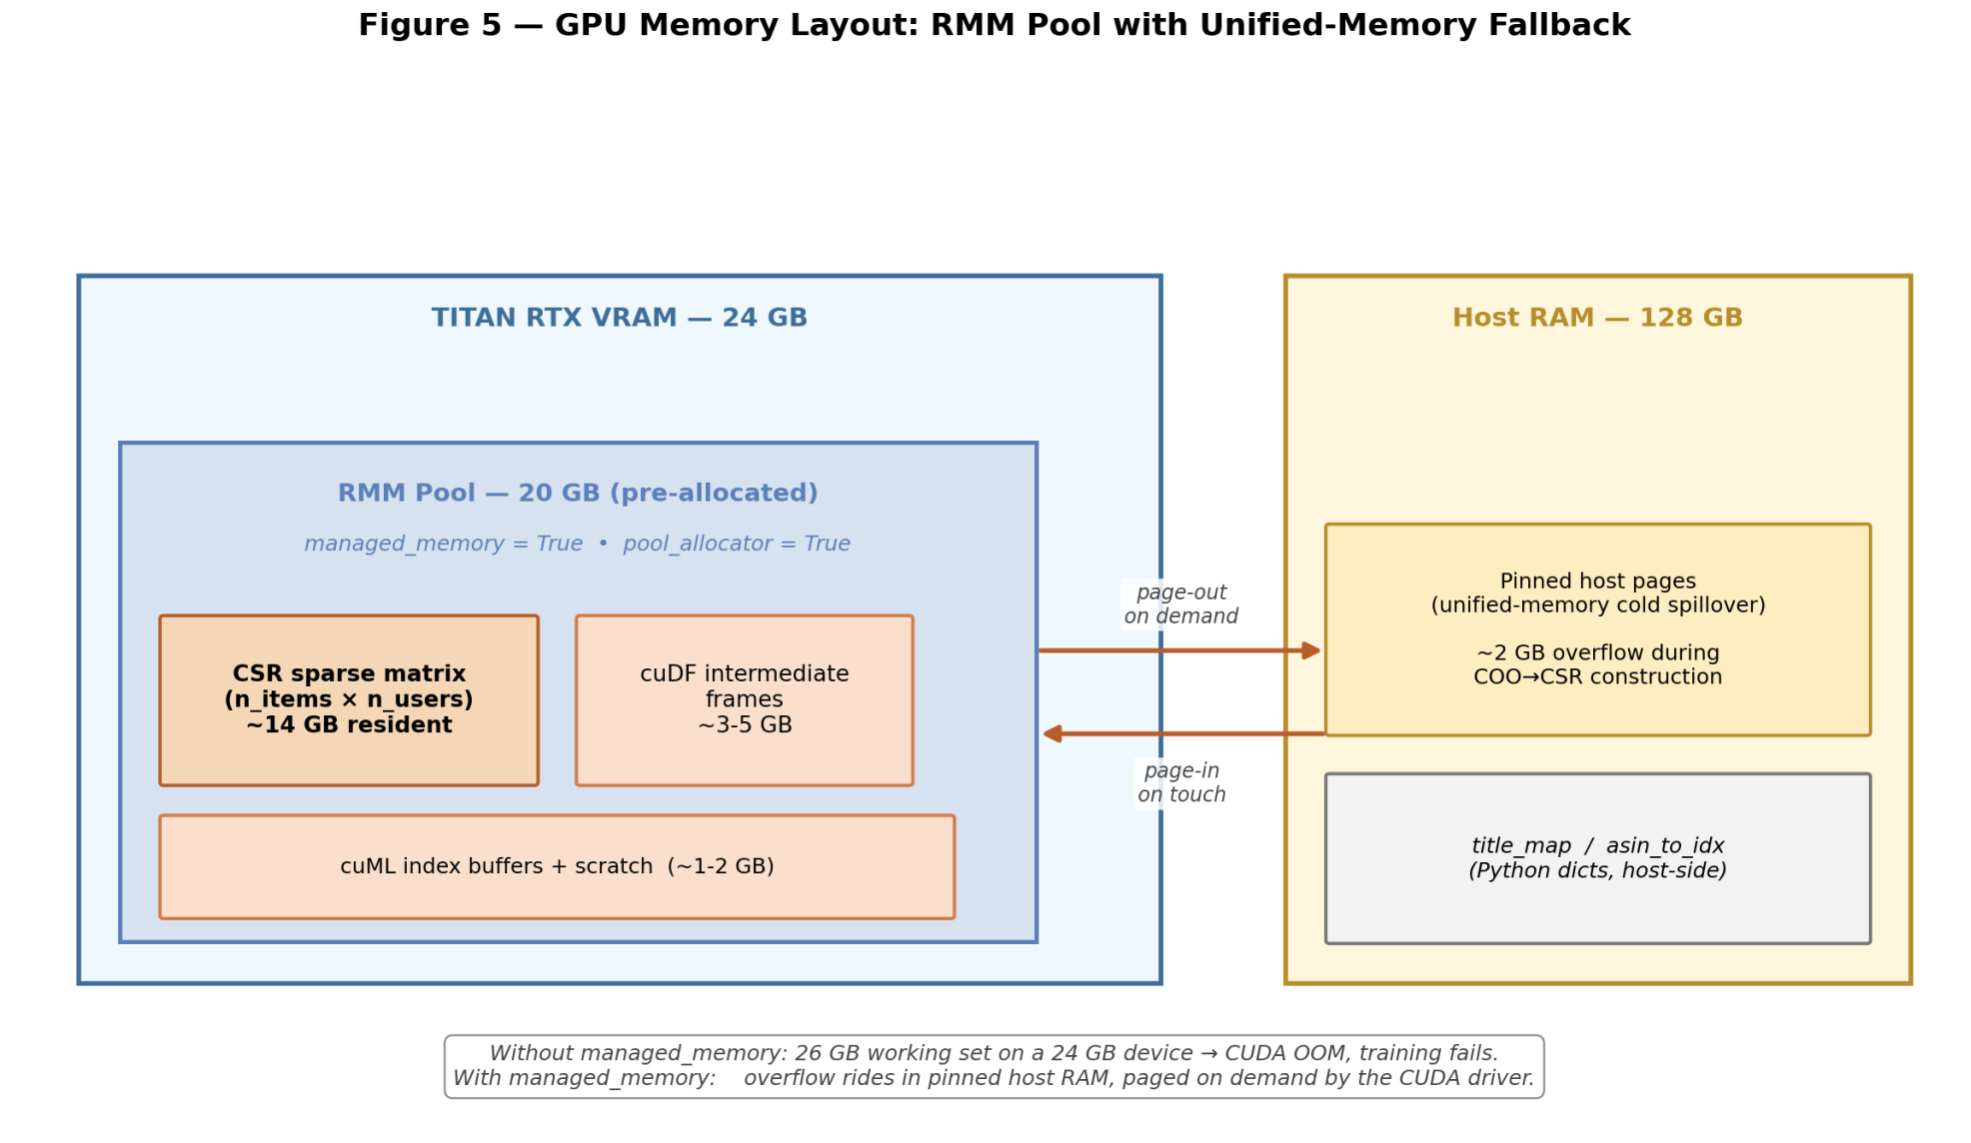 Figure 5 — GPU Memory Layout: RMM Pool with Unified-Memory Fallback
TITAN RTX VRAM — 24 GB
RMM Pool — 20 GB (pre-allocated)
managed_memory = True • pool_allocator = True
CSR sparse matrix
(n_items × n_users)
~14 GB resident
cuDF intermediate
frames
~3-5 GB
cuML index buffers + scratch (~1-2 GB)
page-out
on demand
page-in
on touch
Host RAM — 128 GB
Pinned host pages
(unified-memory cold spillover)
~2 GB overflow during
COO→CSR construction
title_map / asin_to_idx
(Python dicts, host-side)
Without managed_memory: 26 GB working set on a 24 GB device → CUDA OOM, training fails.
With managed_memory: overflow rides in pinned host RAM, paged on demand by the CUDA driver.